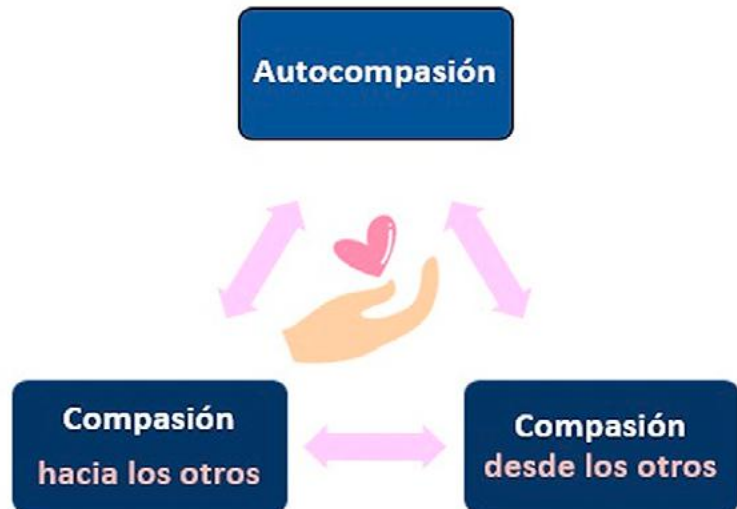 Autocompasión
Compasión
hacia los otros
Compasión
desde los otros